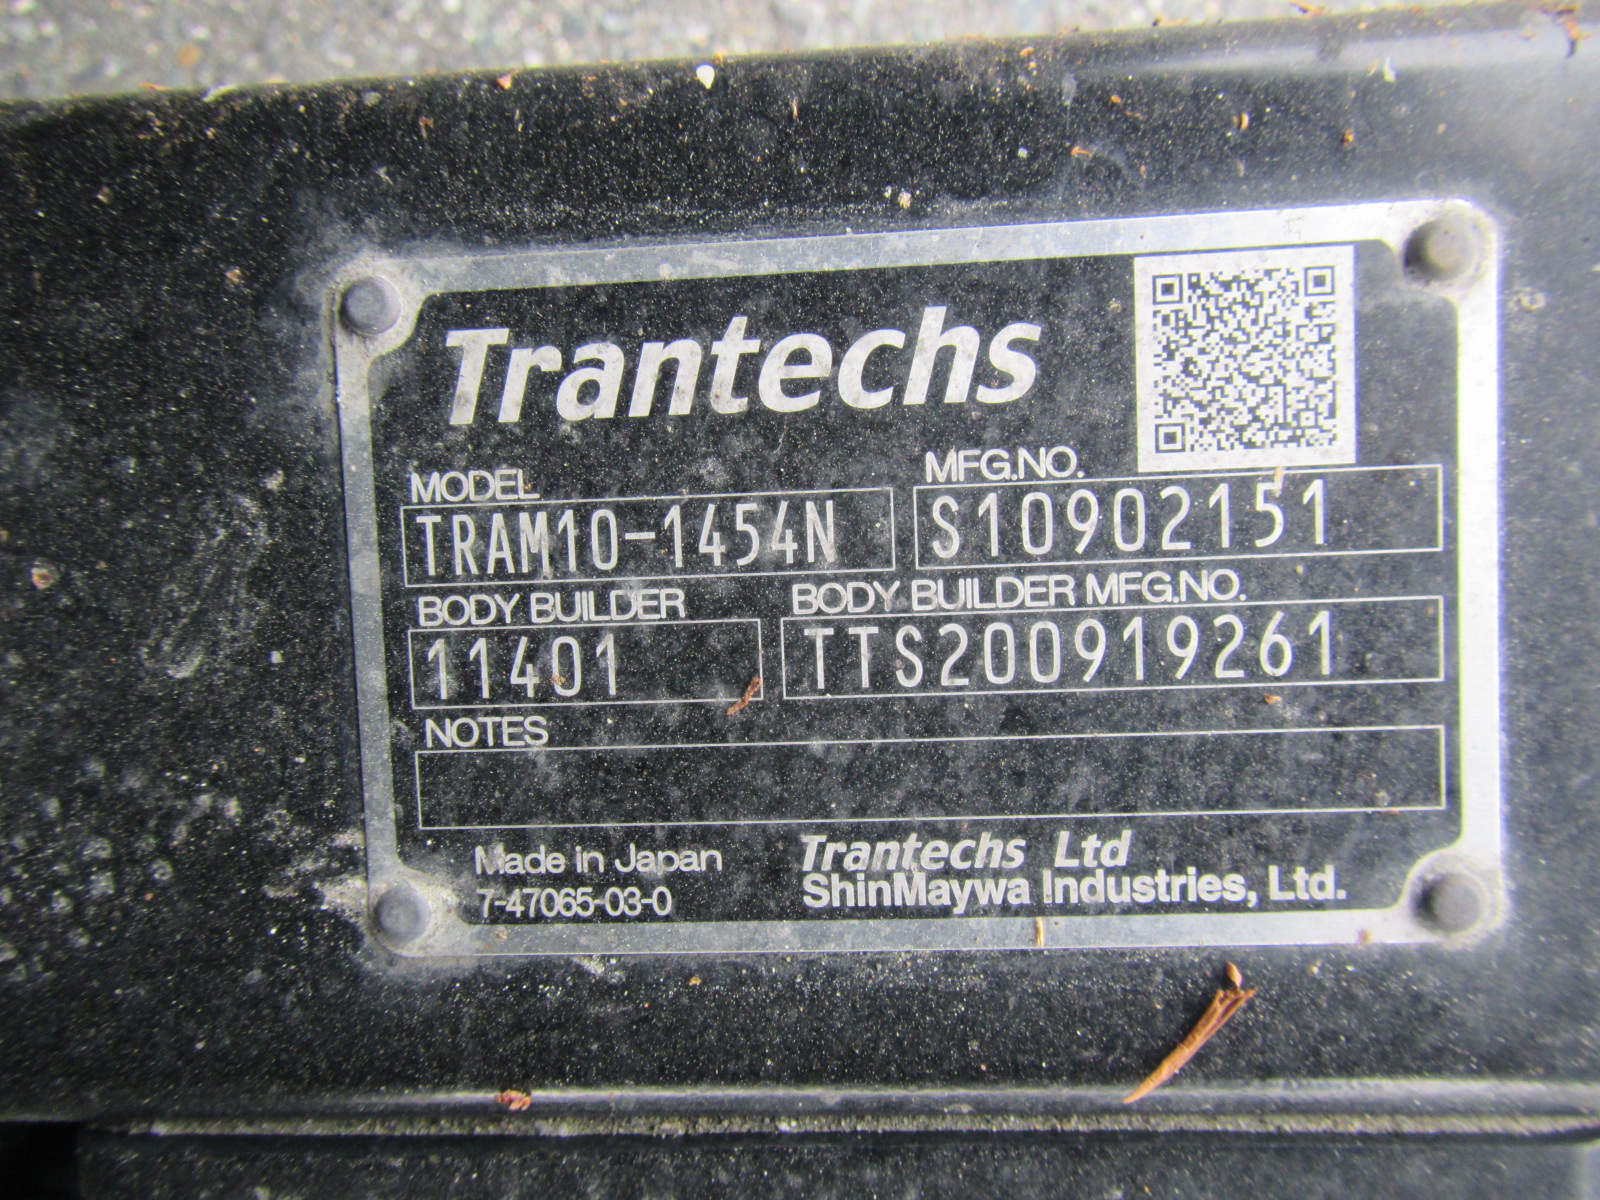 Trantechs
MODEL
MFG.NO.
TRAM10-1454N
S10902151
BODY BUILDER
BODY BUILDER MFG.NO.
11401
TTS200919261
NOTES
Made in Japan
Trantechs Ltd
7-47065-03-0
ShinMaywa Industries, Ltd.